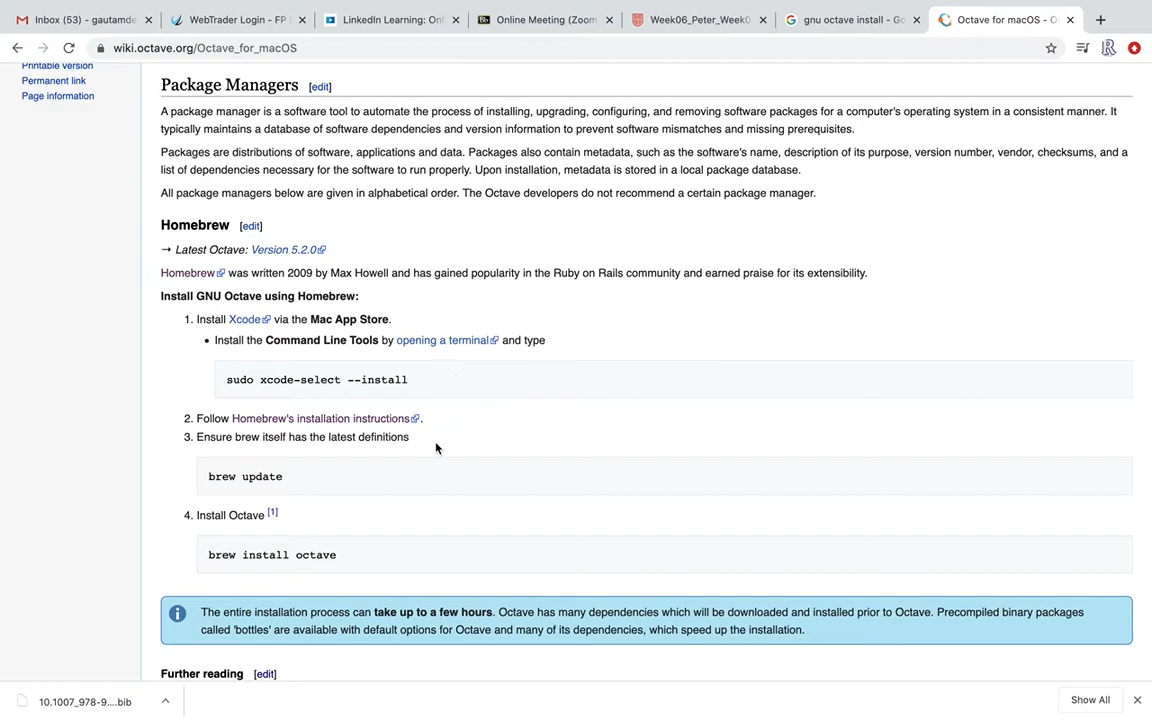 Inbox (53) – gautamde
WebTrader Login - FP
LinkedIn Learning: Onl
Online Meeting (Zoom
Week06_Peter_Week0
gnu octave install - Go
Octave for macOS - O
wiki.octave.org/Octave_for_macOS
Printable version
Permanent link
Page information
Package Managers [edit]
A package manager is a software tool to automate the process of installing, upgrading, configuring, and removing software packages for a computer's operating system in a consistent manner. It
typically maintains a database of software dependencies and version information to prevent software mismatches and missing prerequisites.
Packages are distributions of software, applications and data. Packages also contain metadata, such as the software's name, description of its purpose, version number, vendor, checksums, and a
list of dependencies necessary for the software to run properly. Upon installation, metadata is stored in a local package database.
All package managers below are given in alphabetical order. The Octave developers do not recommend a certain package manager.
Homebrew [edit]
→ Latest Octave: Version 5.2.0
Homebrew was written 2009 by Max Howell and has gained popularity in the Ruby on Rails community and earned praise for its extensibility.
Install GNU Octave using Homebrew:
1. Install Xcode via the Mac App Store.
• Install the Command Line Tools by opening a terminal and type
sudo xcode-select --install
2. Follow Homebrew's installation instructions.
3. Ensure brew itself has the latest definitions
brew update
4. Install Octave [1]
brew install octave
The entire installation process can take up to a few hours. Octave has many dependencies which will be downloaded and installed prior to Octave. Precompiled binary packages
called 'bottles' are available with default options for Octave and many of its dependencies, which speed up the installation.
Further reading [edit]
10.1007_978-9....bib
Show All